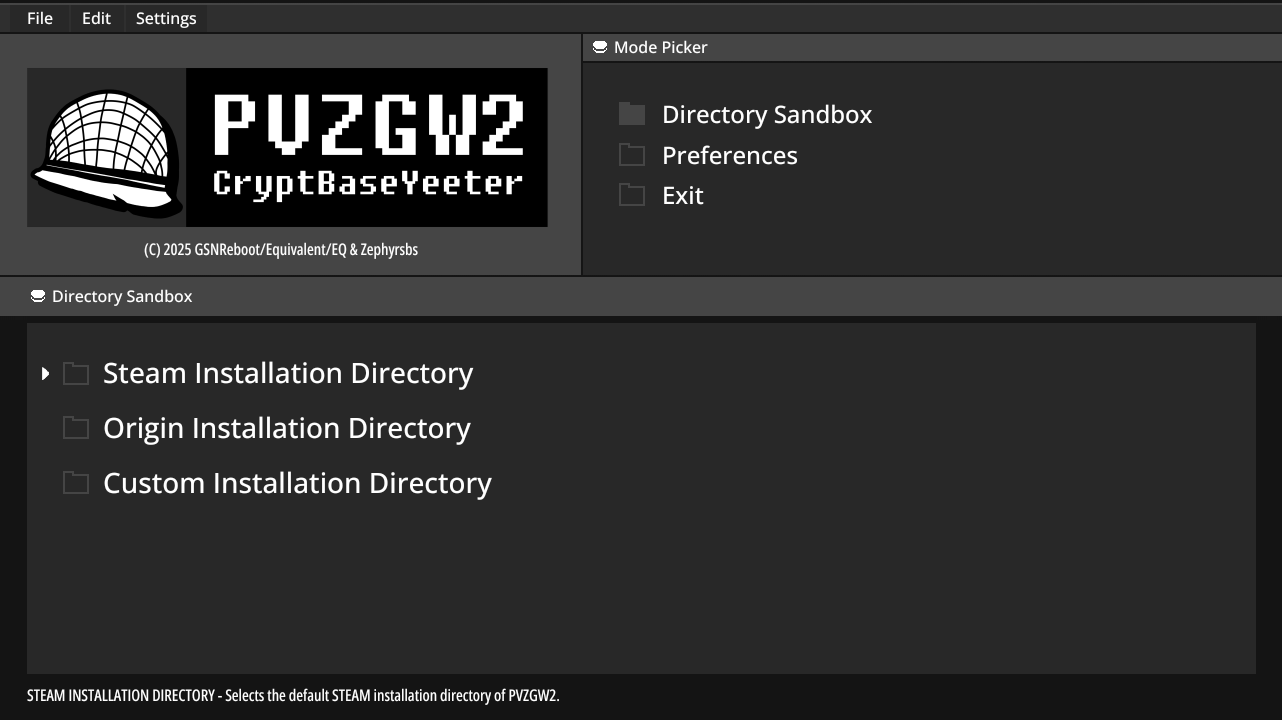 File Edit Settings
Mode Picker
PVZGW2
CryptBaseYeeter
(C) 2025 GSNReboot/Equivalent/EQ & Zephyrsbs
Directory Sandbox
Preferences
Exit
Directory Sandbox
Steam Installation Directory
Origin Installation Directory
Custom Installation Directory
STEAM INSTALLATION DIRECTORY - Selects the default STEAM installation directory of PVZGW2.